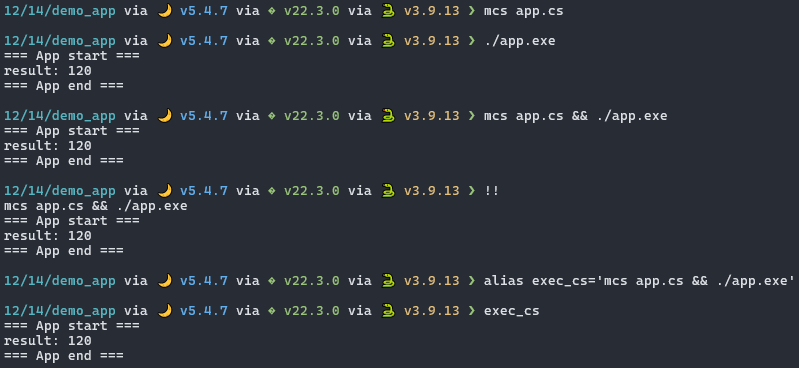 12/14/demo_app via 🌙 v5.4.7 via � v22.3.0 via 🐍 v3.9.13 ❯ mcs app.cs
12/14/demo_app via 🌙 v5.4.7 via � v22.3.0 via 🐍 v3.9.13 ❯ ./app.exe
=== App start ===
result: 120
=== App end ===
12/14/demo_app via 🌙 v5.4.7 via � v22.3.0 via 🐍 v3.9.13 ❯ mcs app.cs && ./app.exe
=== App start ===
result: 120
=== App end ===
12/14/demo_app via 🌙 v5.4.7 via � v22.3.0 via 🐍 v3.9.13 ❯ !!
mcs app.cs && ./app.exe
=== App start ===
result: 120
=== App end ===
12/14/demo_app via 🌙 v5.4.7 via � v22.3.0 via 🐍 v3.9.13 ❯ alias exec_cs='mcs app.cs && ./app.exe'
12/14/demo_app via 🌙 v5.4.7 via � v22.3.0 via 🐍 v3.9.13 ❯ exec_cs
=== App start ===
result: 120
=== App end ===